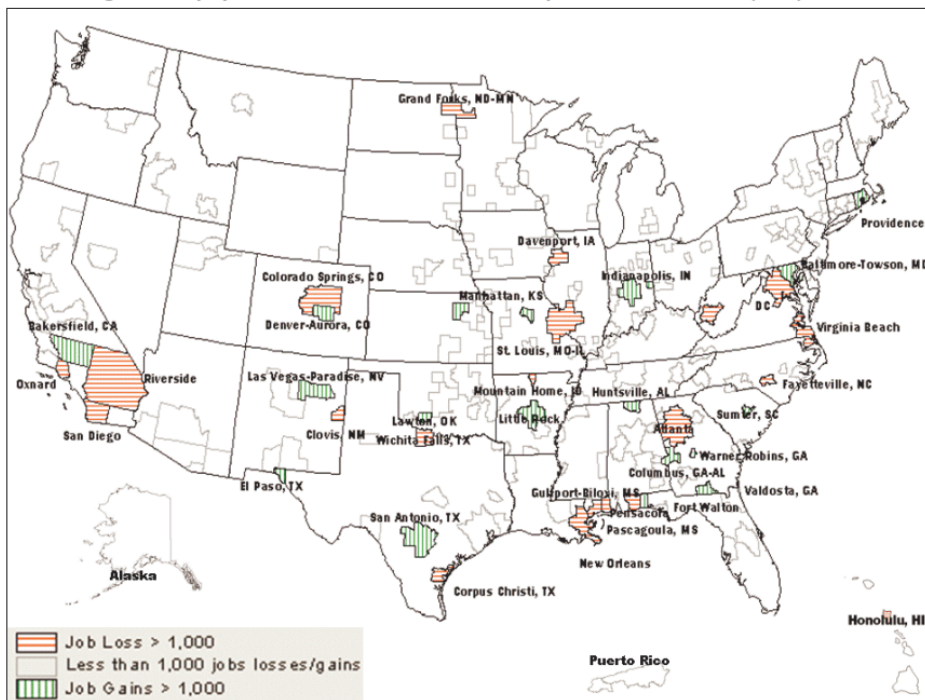 Grand Forks, ND-MN
Providence
Davenport, IA
Baltimore-Towson, MD
Colorado Springs, CO
Indianapolis, IN
Manhattan, KS
DC
Denver-Aurora, CO
Bakersfield, CA
Virginia Beach
St. Louis, MO-IL
Oxnard
Riverside
Las Vegas-Paradise, NV
Mountain Home, ID
Huntsville, AL
Fayetteville, NC
Lawton, OK
Little Rock
Sumter, SC
San Diego
Clovis, NM
Wichita Falls, TX
Atlanta
Warner Robins, GA
El Paso, TX
Columbus, GA-AL
Valdosta, GA
Gulfport-Biloxi, MS
Fort Walton
Pensacola
San Antonio, TX
Pascagoula, MS
New Orleans
Alaska
Corpus Christi, TX
Honolulu, HI
Job Loss > 1,000
Less than 1,000 jobs losses/gains
Puerto Rico
Job Gains > 1,000